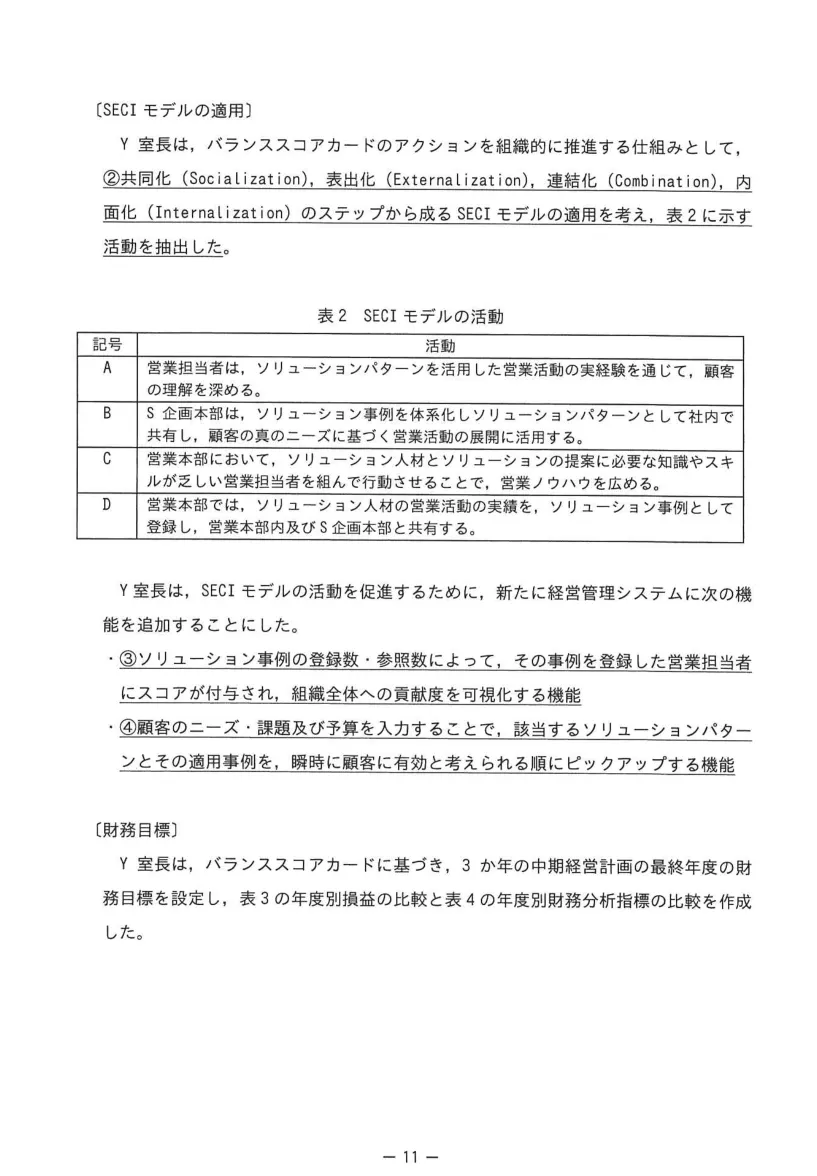 〔SECI モデルの適用〕
Y 室長は，バランススコアカードのアクションを組織的に推進する仕組みとして，
②共同化（Socialization），表出化（Externalization），連結化（Combination），内
面化（Internalization）のステップから成る SECI モデルの適用を考え，表 2 に示す
活動を抽出した。
表 2　SECI モデルの活動
記号　活動
A　営業担当者は，ソリューションパターンを活用した営業活動の実経験を通じて，顧客
の理解を深める。
B　S 企画本部は，ソリューション事例を体系化しソリューションパターンとして社内で
共有し，顧客の真のニーズに基づく営業活動の展開に活用する。
C　営業本部において，ソリューション人材とソリューションの提案に必要な知識やスキ
ルが乏しい営業担当者を組んで行動させることで，営業ノウハウを広める。
D　営業本部では，ソリューション人材の営業活動の実績を，ソリューション事例として
登録し，営業本部内及び S 企画本部と共有する。
Y 室長は，SECI モデルの活動を促進するために，新たに経営管理システムに次の機
能を追加することにした。
・③ソリューション事例の登録数・参照数によって，その事例を登録した営業担当者
にスコアが付与され，組織全体への貢献度を可視化する機能
・④顧客のニーズ・課題及び予算を入力することで，該当するソリューションパター
ンとその適用事例を，瞬時に顧客に有効と考えられる順にピックアップする機能
〔財務目標〕
Y 室長は，バランススコアカードに基づき，3 か年の中期経営計画の最終年度の財
務目標を設定し，表 3 の年度別損益の比較と表 4 の年度別財務分析指標の比較を作成
した。
－ 11 －